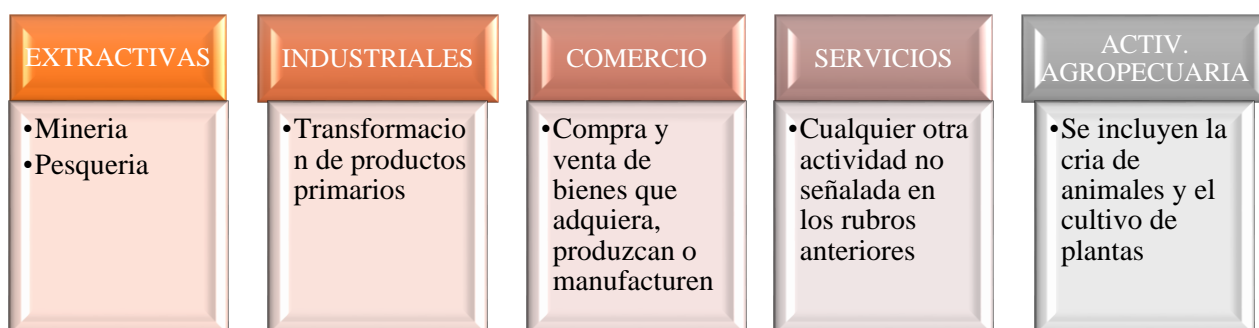 EXTRACTIVAS
•Mineria
•Pesqueria
INDUSTRIALES
•Transformacio
n de productos
primarios
COMERCIO
•Compra y
venta de
bienes que
adquiera,
produzcan o
manufacturen
SERVICIOS
•Cualquier otra
actividad no
señalada en
los rubros
anteriores
ACTIV.
AGROPECUARIA
•Se incluyen la
cria de
animales y el
cultivo de
plantas